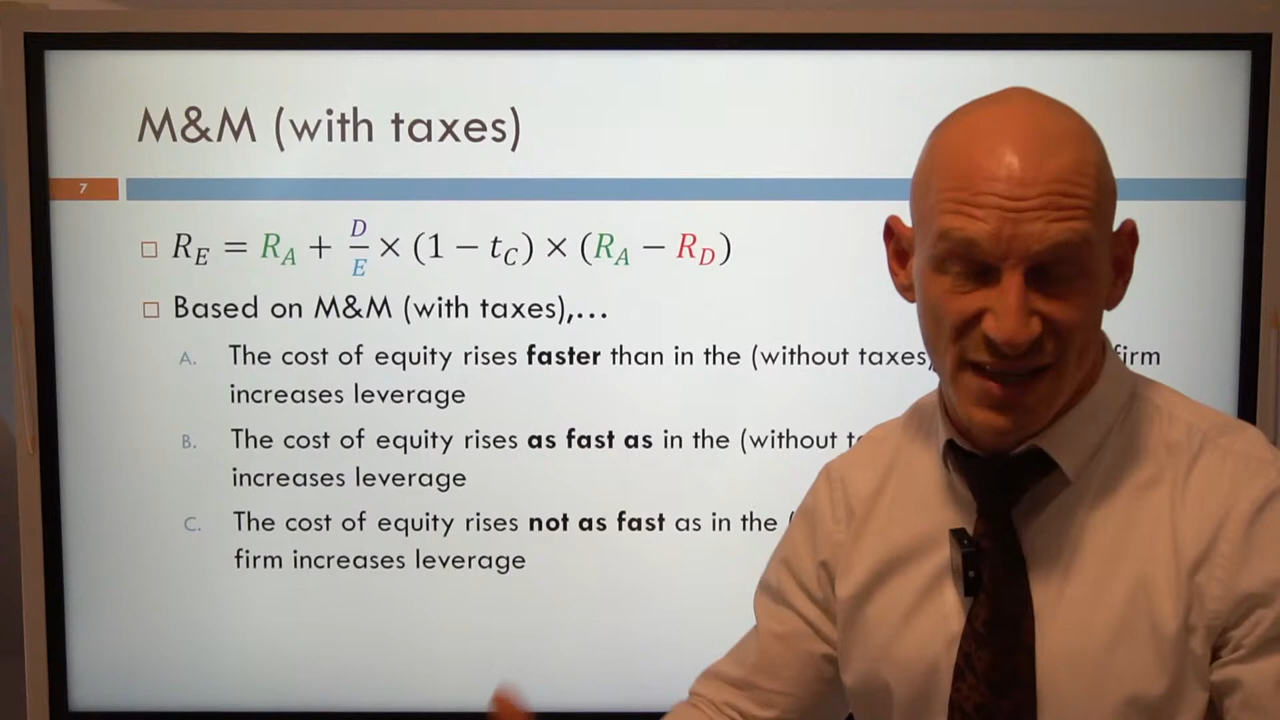 M&M (with taxes)
7
R_E = R_A + D/E × (1 − t_C) × (R_A − R_D)
Based on M&M (with taxes),...
A. The cost of equity rises faster than in the (without taxes) firm
increases leverage
B. The cost of equity rises as fast as in the (without
increases leverage
C. The cost of equity rises not as fast as in the (
firm increases leverage